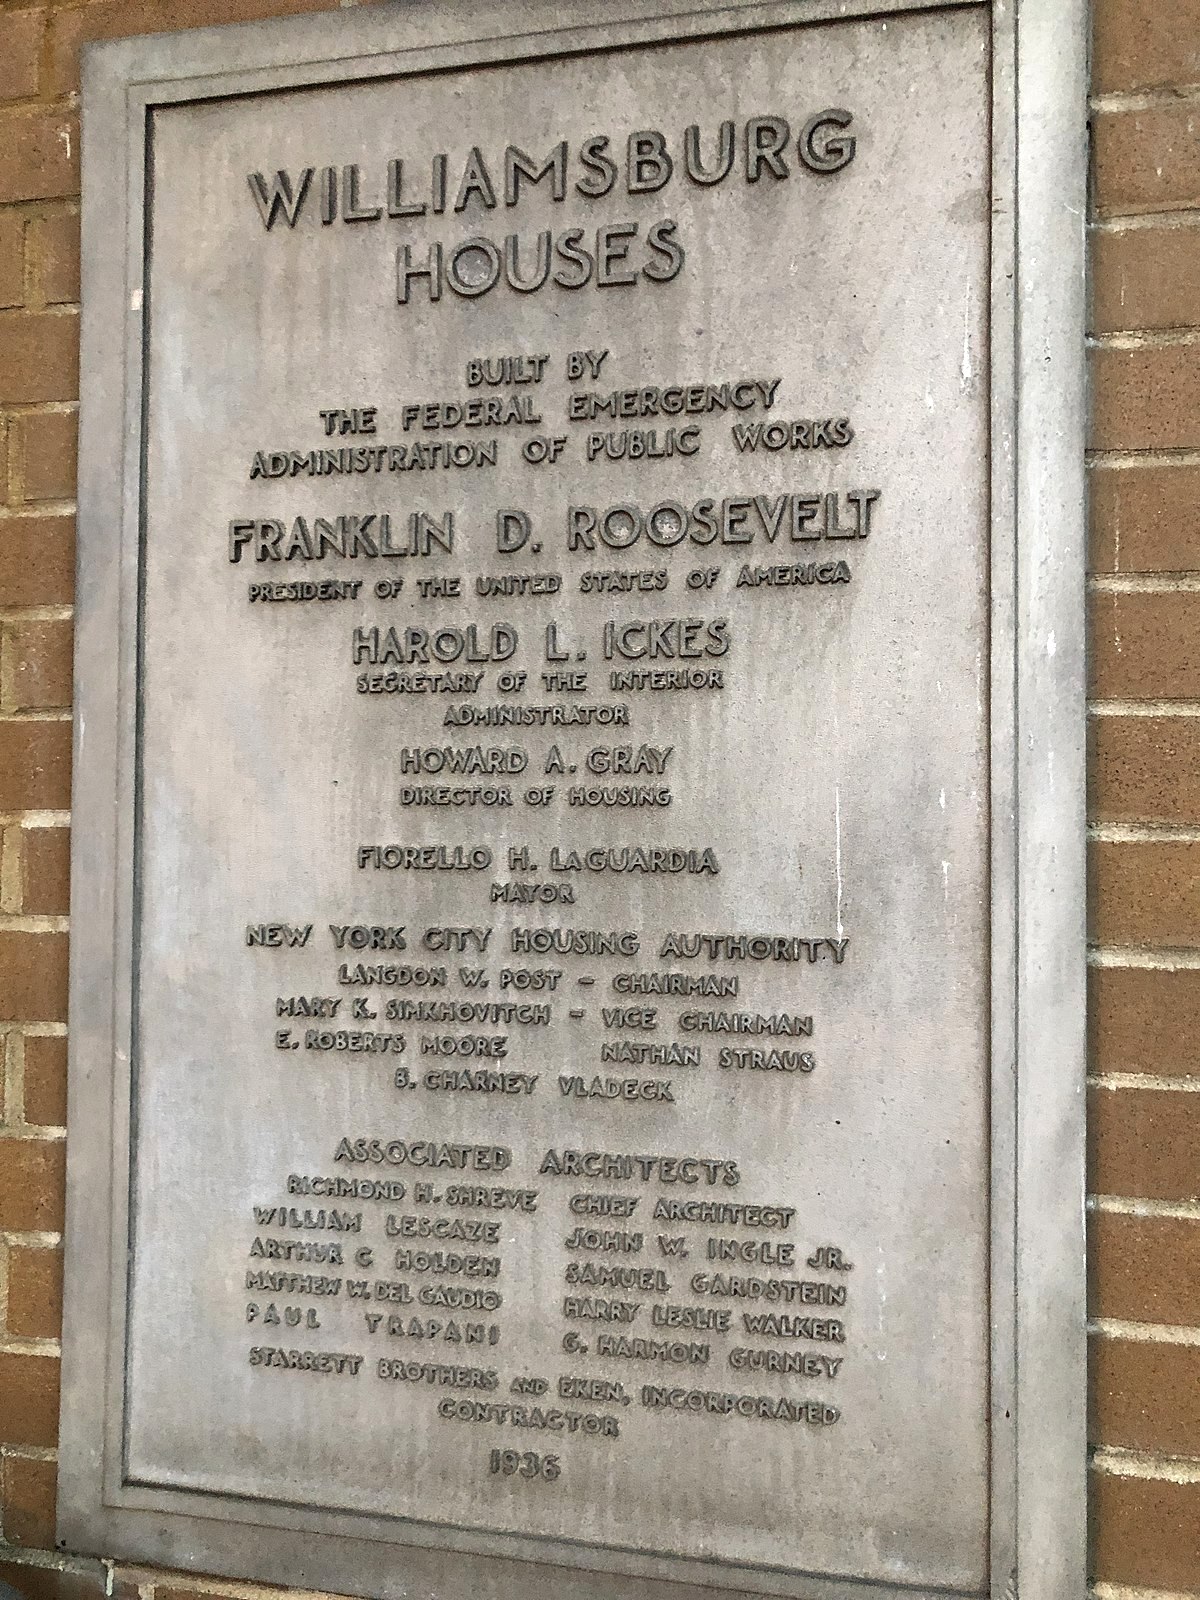 WILLIAMSBURG
HOUSES
BUILT BY
THE FEDERAL EMERGENCY
ADMINISTRATION OF PUBLIC WORKS
FRANKLIN D. ROOSEVELT
PRESIDENT OF THE UNITED STATES OF AMERICA
HAROLD L. ICKES
SECRETARY OF THE INTERIOR
ADMINISTRATOR
HOWARD A. GRAY
DIRECTOR OF HOUSING
FIORELLO H. LAGUARDIA
MAYOR
NEW YORK CITY HOUSING AUTHORITY
LANGDON W. POST - CHAIRMAN
MARY K. SIMKHOVITCH - VICE CHAIRMAN
E. ROBERTS MOORE NATHAN STRAUS
B. CHARNEY VLADECK
ASSOCIATED ARCHITECTS
RICHMOND H. SHREVE CHIEF ARCHITECT
WILLIAM LESCAZE JOHN W. INGLE JR.
ARTHUR C HOLDEN SAMUEL GARDSTEIN
MATTHEW W. DEL GAUDIO HARRY LESLIE WALKER
PAUL TRAPANI G. HARMON GURNEY
STARRETT BROTHERS AND EKEN, INCORPORATED
CONTRACTOR
1936